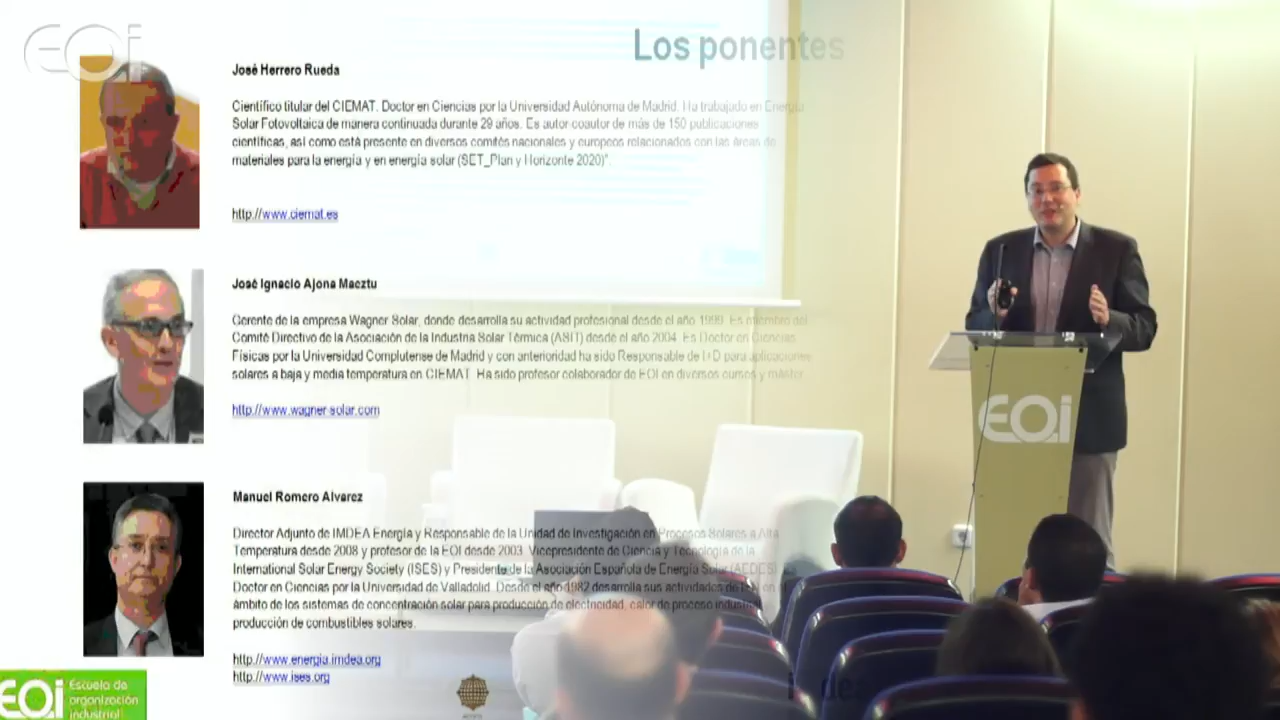 EOi
Los ponentes
José Herrero Rueda
Científico titular del CIEMAT. Doctor en Ciencias por la Universidad Autónoma de Madrid. Ha trabajado en Energía
Solar Fotovoltaica de manera continuada durante 29 años. Es autor coautor de más de 150 publicaciones
científicas, así como está presente en diversos comités nacionales y europeos relacionados con las áreas de
materiales para la energía y en energía solar (SET_Plan y Horizonte 2020)".
http://www.ciemat.es
José Ignacio Ajona Maeztu
Gerente de la empresa Wagner Solar, donde desarrolla su actividad profesional desde el año 1999. Es miembro del
Comité Directivo de la Asociación de la Industria Solar Térmica (ASIT) desde el año 2004. Es Doctor en Ciencias
Físicas por la Universidad Complutense de Madrid y con anterioridad ha sido Responsable de I+D para aplicaciones
solares a baja y media temperatura en CIEMAT. Ha sido profesor colaborador de EOI en diversos cursos y máster.
http://www.wagner-solar.com
EOi
Manuel Romero Alvarez
Director Adjunto de IMDEA Energía y Responsable de la Unidad de Investigación en Procesos Solares a Alta
Temperatura desde 2008 y profesor de la EOI desde 2003. Vicepresidente de Ciencia y Tecnología de la
International Solar Energy Society (ISES) y Presidente de la Asociación Española de Energía Solar (AEDES). Es
Doctor en Ciencias por la Universidad de Valladolid. Desde el año 1982 desarrolla sus actividades de I+D en el
ámbito de los sistemas de concentración solar para producción de electricidad, calor de proceso industrial
producción de combustibles solares.
http://www.energia.imdea.org
http://www.ises.org
EOi Escuela de
organización
industrial